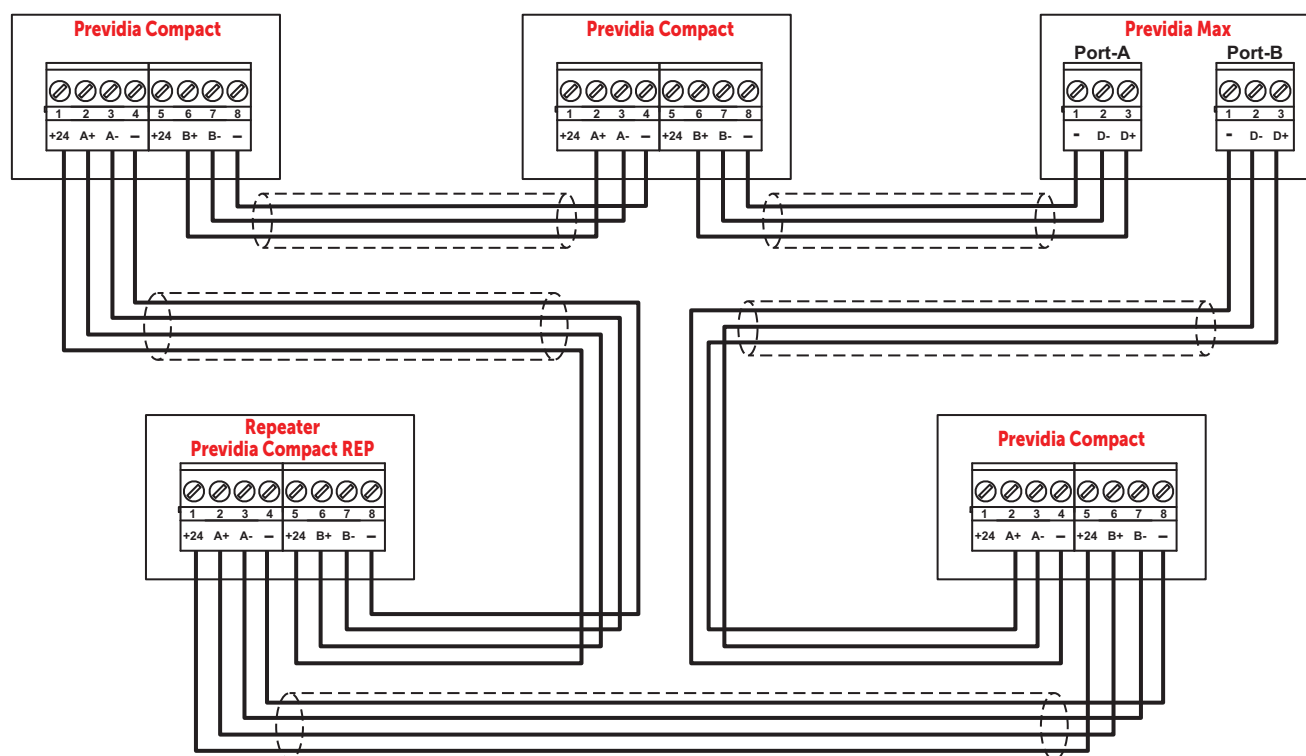 Previdia Compact
1 2 3 4 5 6 7 8
+24 A+ A- – +24 B+ B- –
Previdia Compact
1 2 3 4 5 6 7 8
+24 A+ A- – +24 B+ B- –
Previdia Max
Port-A Port-B
1 2 3 1 2 3
- D- D+ - D- D+
Repeater
Previdia Compact REP
1 2 3 4 5 6 7 8
+24 A+ A- – +24 B+ B- –
Previdia Compact
1 2 3 4 5 6 7 8
+24 A+ A- – +24 B+ B- –